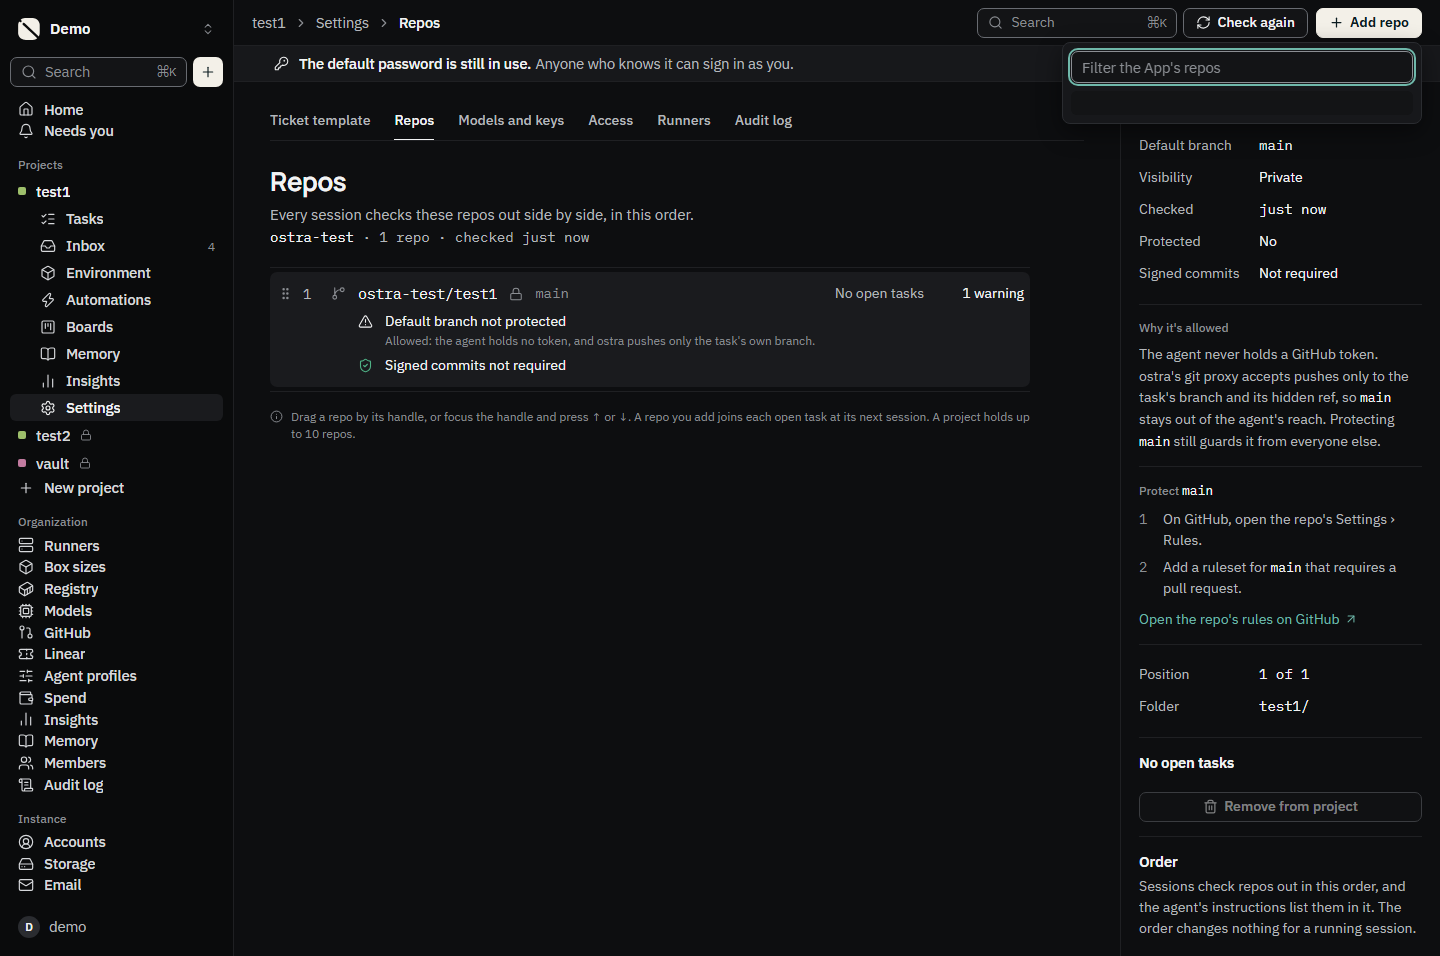 Demo
Search ⌘K
Home
Needs you
Projects
test1
Tasks
Inbox 4
Environment
Automations
Boards
Memory
Insights
Settings
test2
vault
New project
Organization
Runners
Box sizes
Registry
Models
GitHub
Linear
Agent profiles
Spend
Insights
Memory
Members
Audit log
Instance
Accounts
Storage
Email
D demo
test1 > Settings > Repos
Search ⌘K
Check again
Add repo
The default password is still in use. Anyone who knows it can sign in as you.
Filter the App's repos
Ticket template Repos Models and keys Access Runners Audit log
Repos
Every session checks these repos out side by side, in this order.
ostra-test · 1 repo · checked just now
1 ostra-test/test1 main No open tasks 1 warning
Default branch not protected
Allowed: the agent holds no token, and ostra pushes only the task's own branch.
Signed commits not required
Drag a repo by its handle, or focus the handle and press ↑ or ↓. A repo you add joins each open task at its next session. A project holds up
to 10 repos.
Default branch main
Visibility Private
Checked just now
Protected No
Signed commits Not required
Why it's allowed
The agent never holds a GitHub token.
ostra's git proxy accepts pushes only to the
task's branch and its hidden ref, so main
stays out of the agent's reach. Protecting
main still guards it from everyone else.
Protect main
1 On GitHub, open the repo's Settings ›
Rules.
2 Add a ruleset for main that requires a
pull request.
Open the repo's rules on GitHub ↗
Position 1 of 1
Folder test1/
No open tasks
Remove from project
Order
Sessions check repos out in this order, and
the agent's instructions list them in it. The
order changes nothing for a running session.